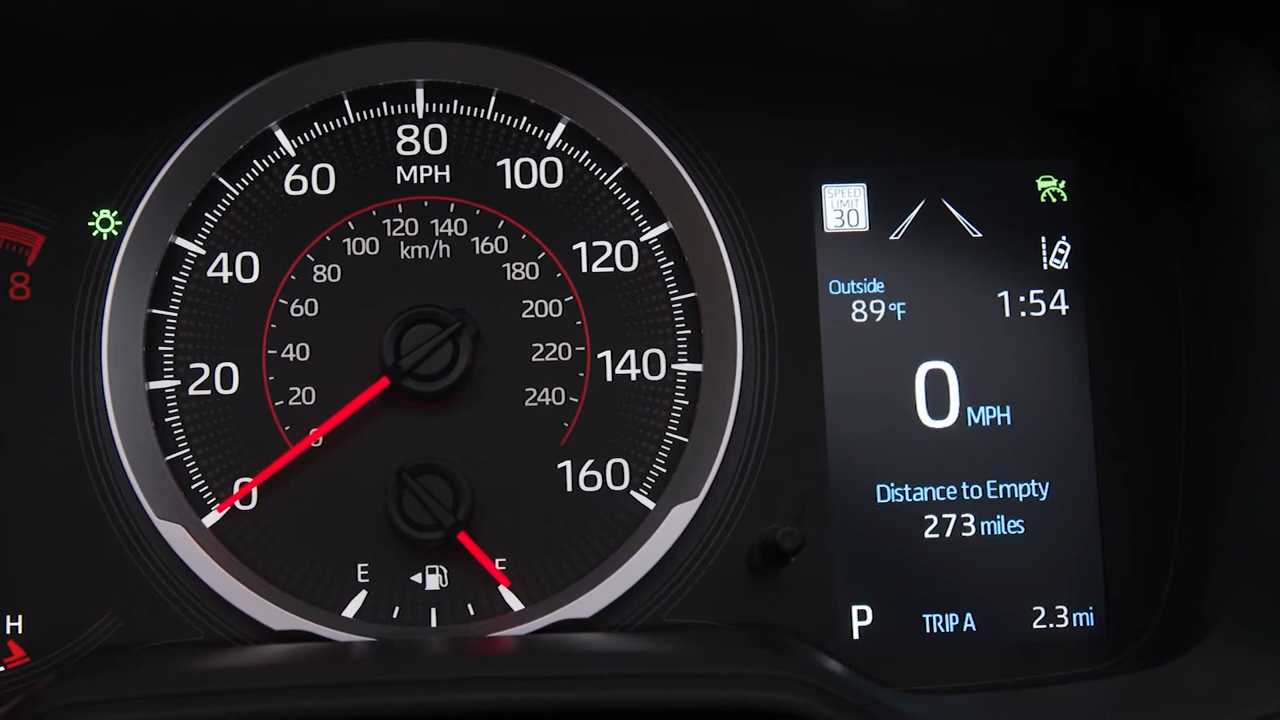 8
H
80
MPH
60
100
40
120
20
140
0
160
120 140
km/h
100
160
80
180
60
200
40
220
20
240
0
E
F
SPEED
LIMIT
30
Outside
89°F
1:54
0 MPH
Distance to Empty
273 miles
P TRIP A 2.3 mi